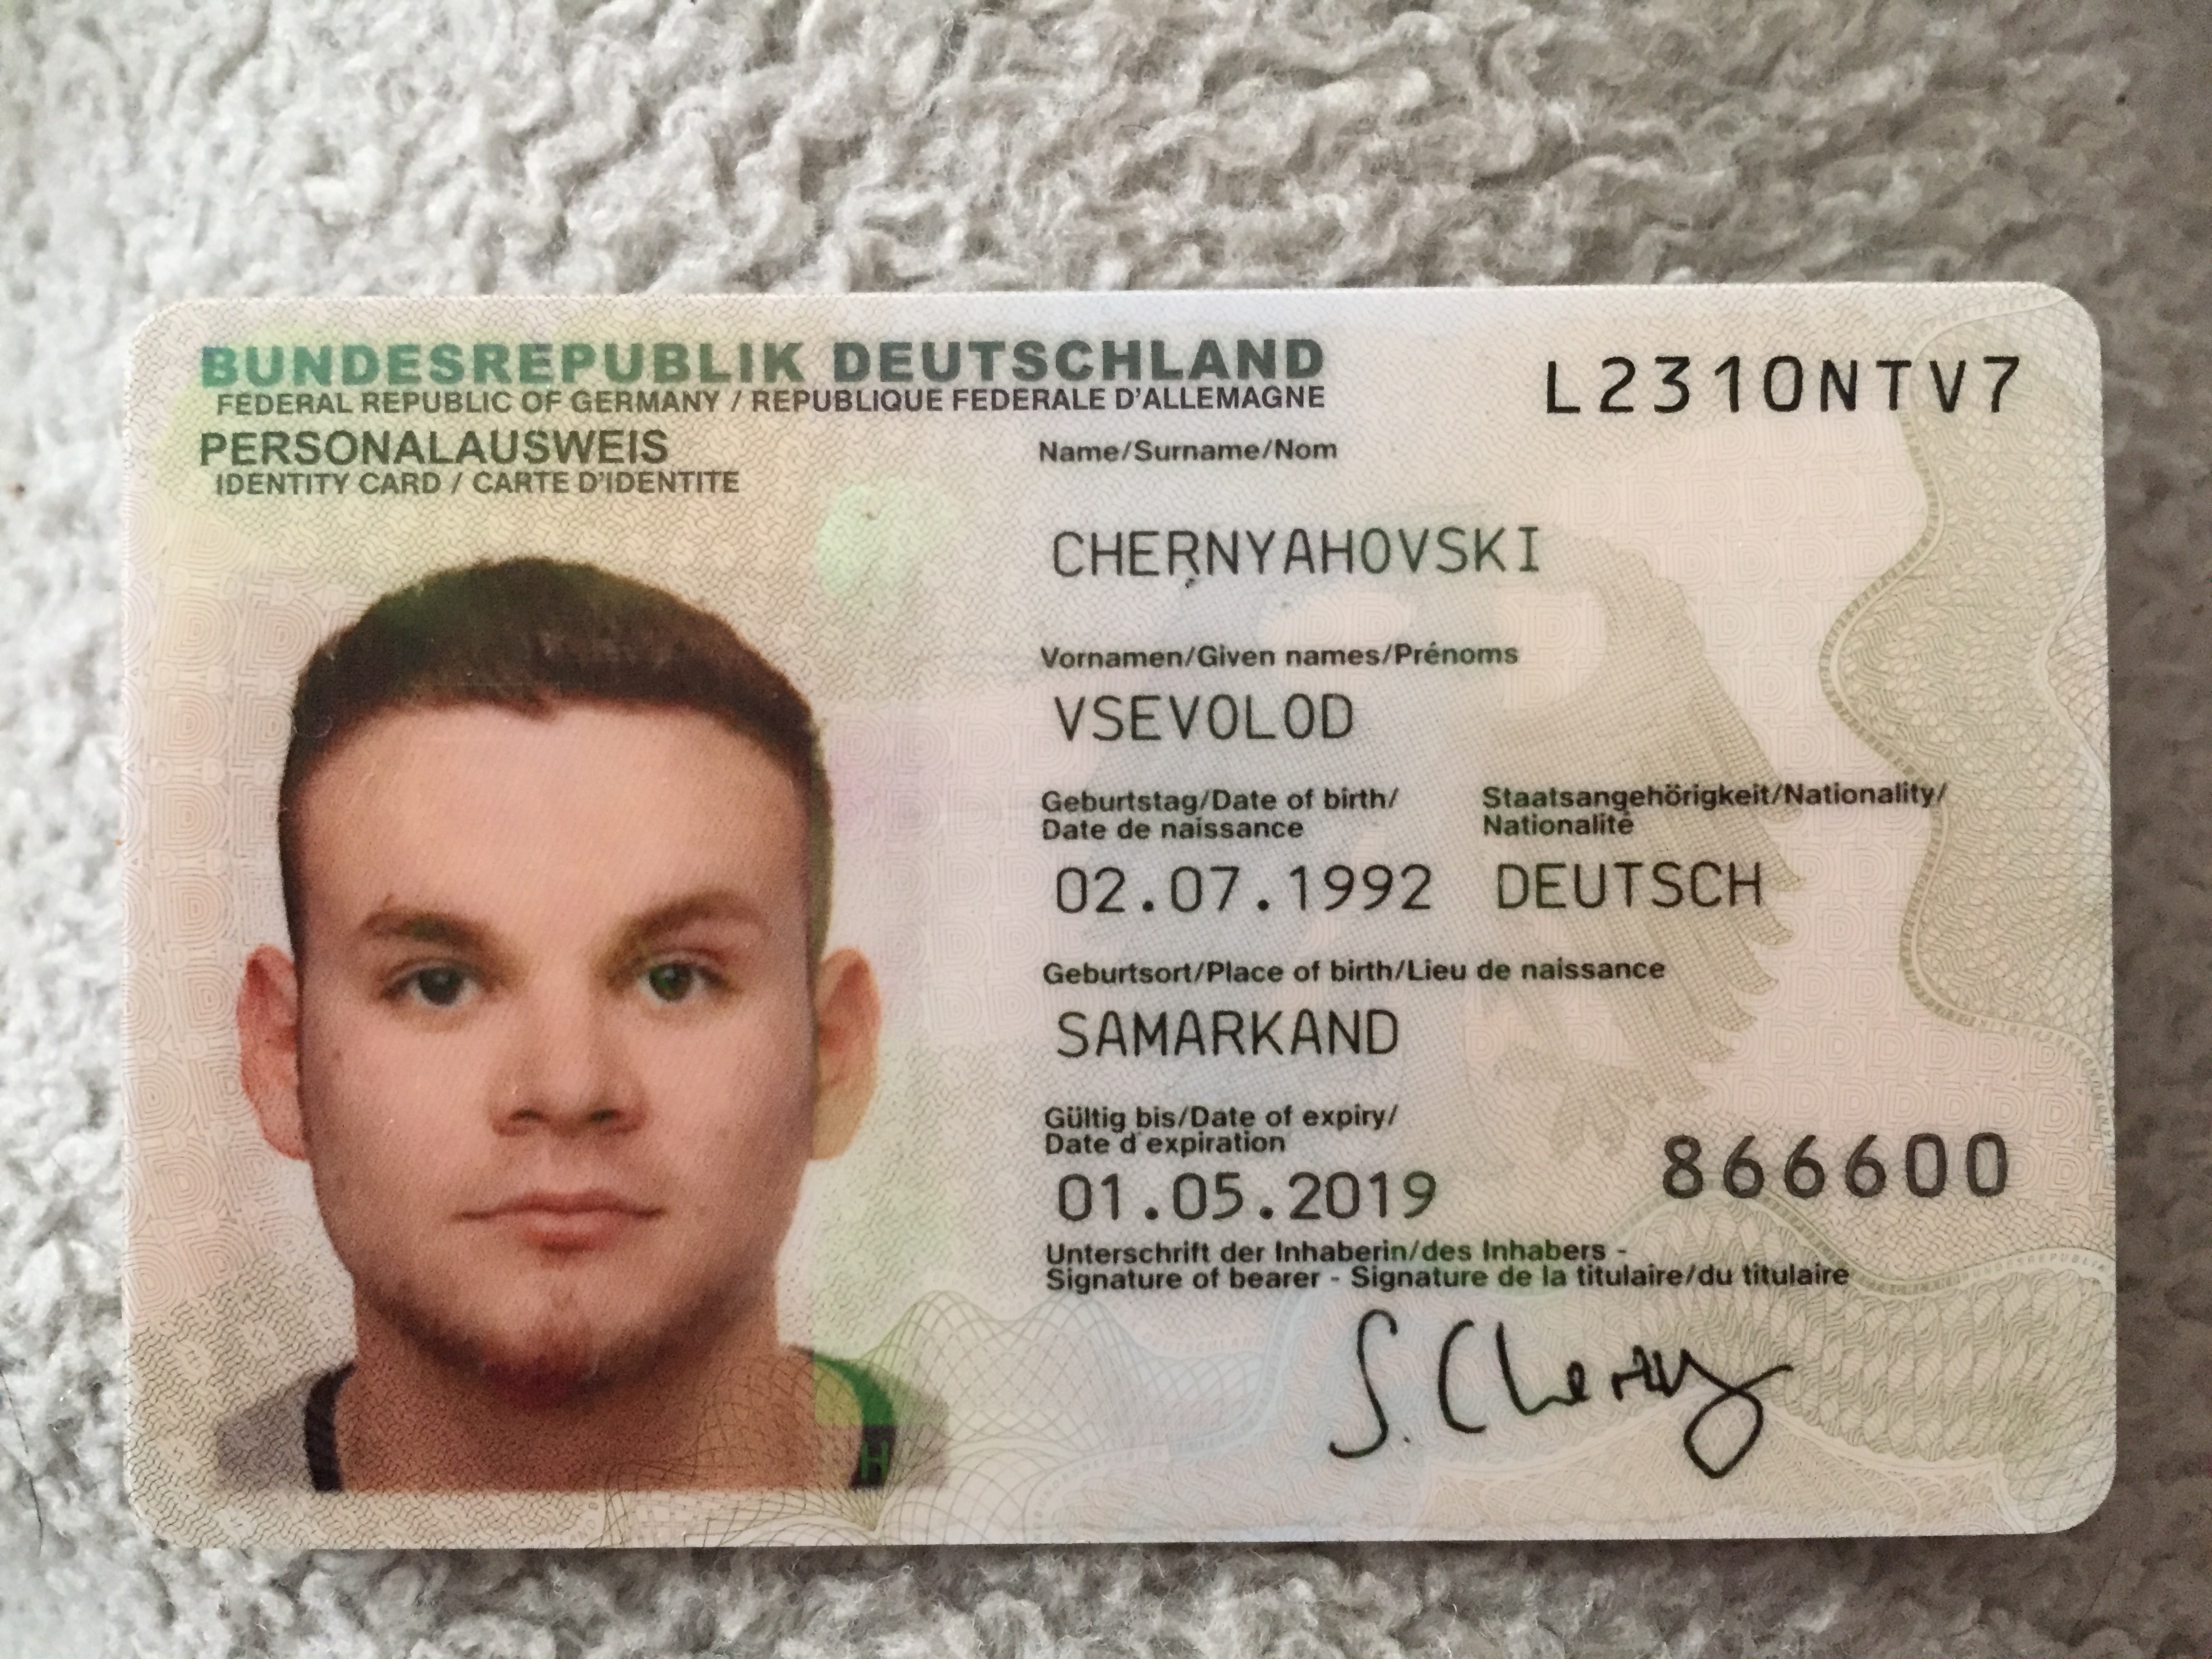 BUNDESREPUBLIK DEUTSCHLAND
FEDERAL REPUBLIC OF GERMANY / REPUBLIQUE FEDERALE D'ALLEMAGNE
PERSONALAUSWEIS
IDENTITY CARD / CARTE D'IDENTITE
L2310NTV7
Name/Surname/Nom
CHERNYAHOVSKI
Vornamen/Given names/Prénoms
VSEVOLOD
Geburtstag/Date of birth/
Date de naissance
Staatsangehörigkeit/Nationality/
Nationalité
02.07.1992 DEUTSCH
Geburtsort/Place of birth/Lieu de naissance
SAMARKAND
Gültig bis/Date of expiry/
Date d'expiration
01.05.2019
866600
Unterschrift der Inhaberin/des Inhabers -
Signature of bearer - Signature de la titulaire/du titulaire